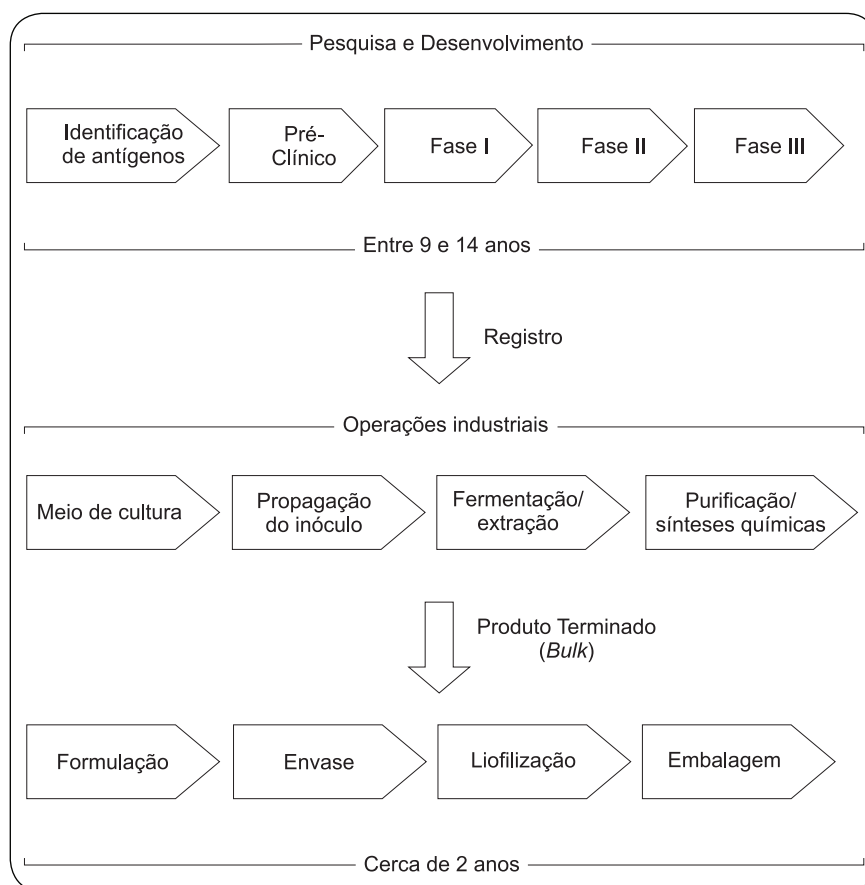 Pesquisa e Desenvolvimento
Identificação
de antígenos
Pré-
Clínico
Fase I
Fase II
Fase III
Entre 9 e 14 anos
Registro
Operações industriais
Meio de cultura
Propagação
do inóculo
Fermentação/
extração
Purificação/
sínteses químicas
Produto Terminado
(Bulk)
Formulação
Envase
Liofilização
Embalagem
Cerca de 2 anos